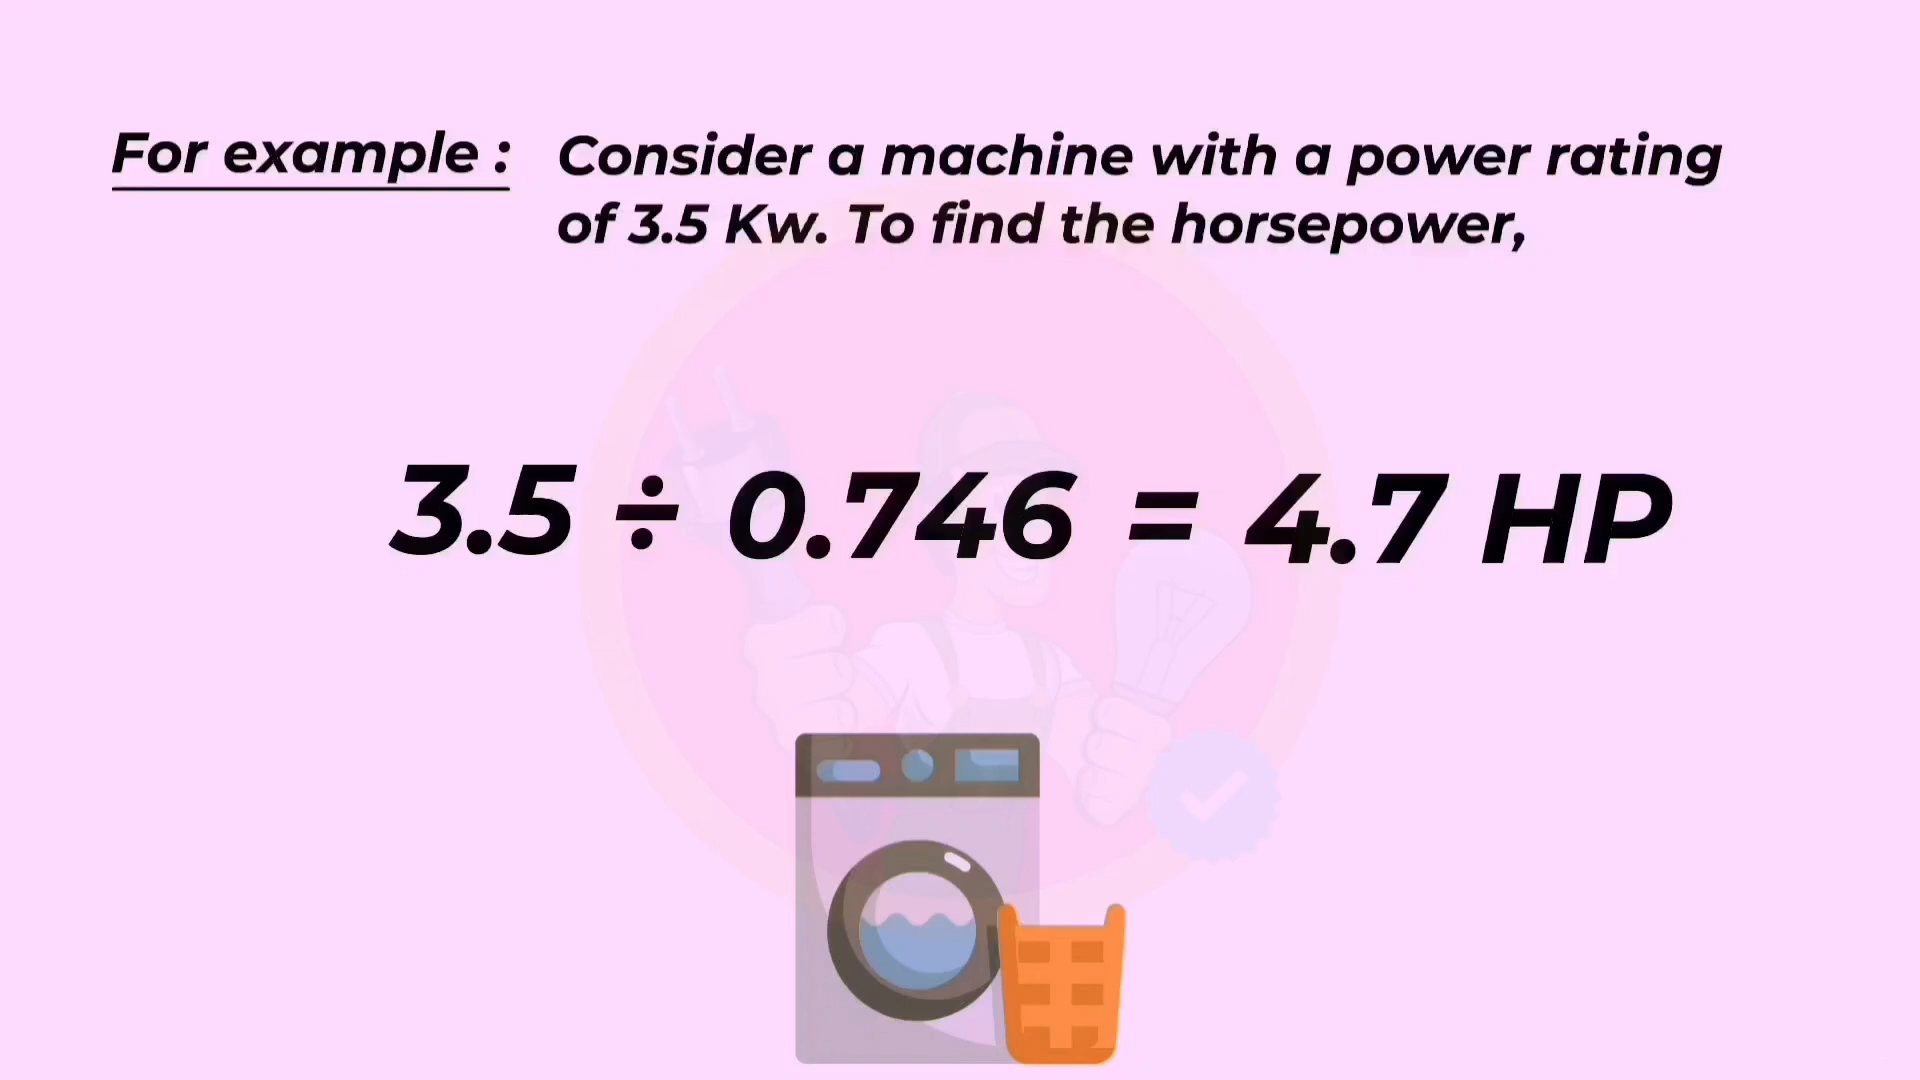 For example : Consider a machine with a power rating
of 3.5 Kw. To find the horsepower,
3.5 ÷ 0.746 = 4.7 HP